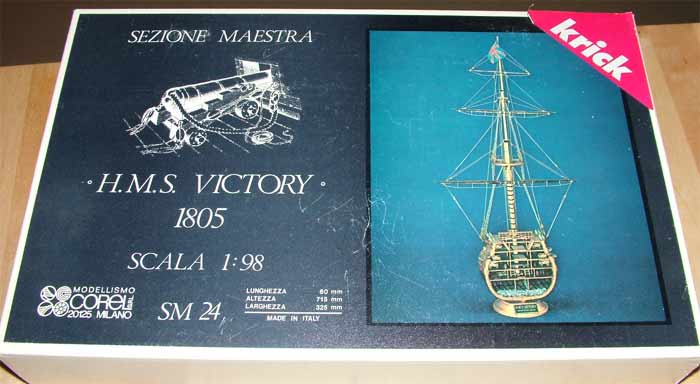 SEZIONE MAESTRA
krick
· H.M.S. VICTORY ·
1805
SCALA 1:98
MODELLISMO
COREL
20125 MILANO
SM 24
LUNGHEZZA 60 mm
ALTEZZA 715 mm
LARGHEZZA 325 mm
MADE IN ITALY